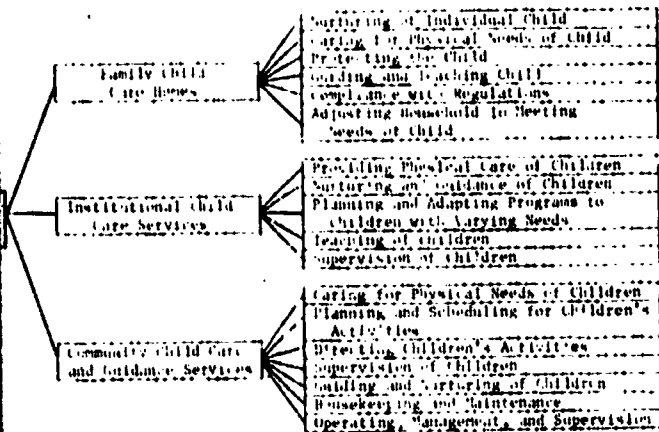 Family Child
Care Homes
Nurturing of Individual Child
Caring for Physical Needs of Child
Protecting the Child
Guiding and Teaching Child
Compliance with Regulations
Adjusting Household to Meeting
Needs of Child
Institutional Child
Care Services
Providing Physical Care of Children
Nurturing and Guidance of Children
Planning and Adapting Programs to
Children with Varying Needs
Teaching of Children
Supervision of Children
Community Child Care
and Guidance Services
Caring for Physical Needs of Children
Planning and Scheduling for Children's
Activities
Directing Children's Activities
Supervision of Children
Guiding and Nurturing of Children
Housekeeping and Maintenance
Operating, Management, and Supervision